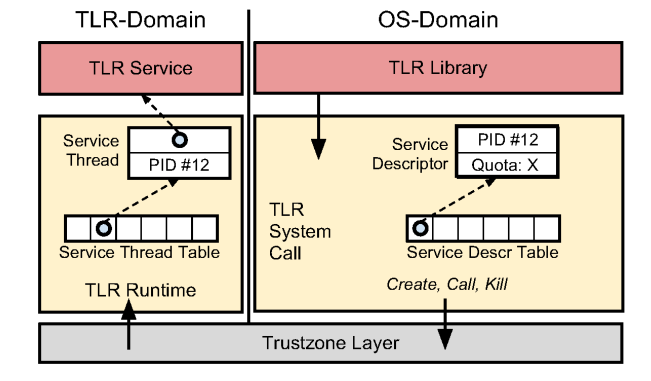 TLR-Domain
OS-Domain
TLR Service
TLR Library
Service
Thread
PID #12
Service
Descriptor
PID #12
Quota: X
TLR
System
Call
Service Thread Table
Service Descr Table
TLR Runtime
Create, Call, Kill
Trustzone Layer